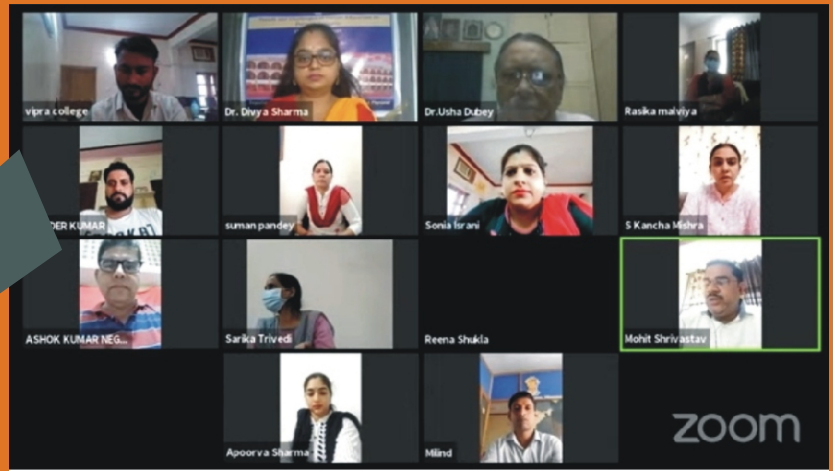 vipra college
Dr. Divya Sharma
Dr.Usha Dubey
Rasika malviya
DER KUMAR
suman pandey
Sonia Israni
S Kancha Mishra
ASHOK KUMAR NEG...
Sarika Trivedi
Reena Shukla
Mohit Shrivastav
Apoorva Sharma
Milind
zoom